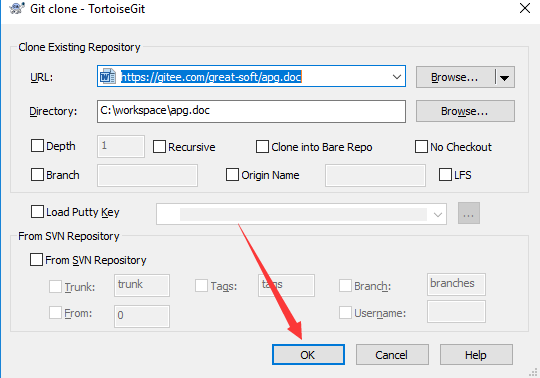 Git clone - TortoiseGit
Clone Existing Repository
URL: https://gitee.com/great-soft/apg.doc Browse...
Directory: C:\workspace\apg.doc Browse...
Depth 1 Recursive Clone into Bare Repo No Checkout
Branch Origin Name LFS
Load Putty Key ...
From SVN Repository
From SVN Repository
Trunk: trunk Tags: tags Branch: branches
From: 0 Username:
OK Cancel Help